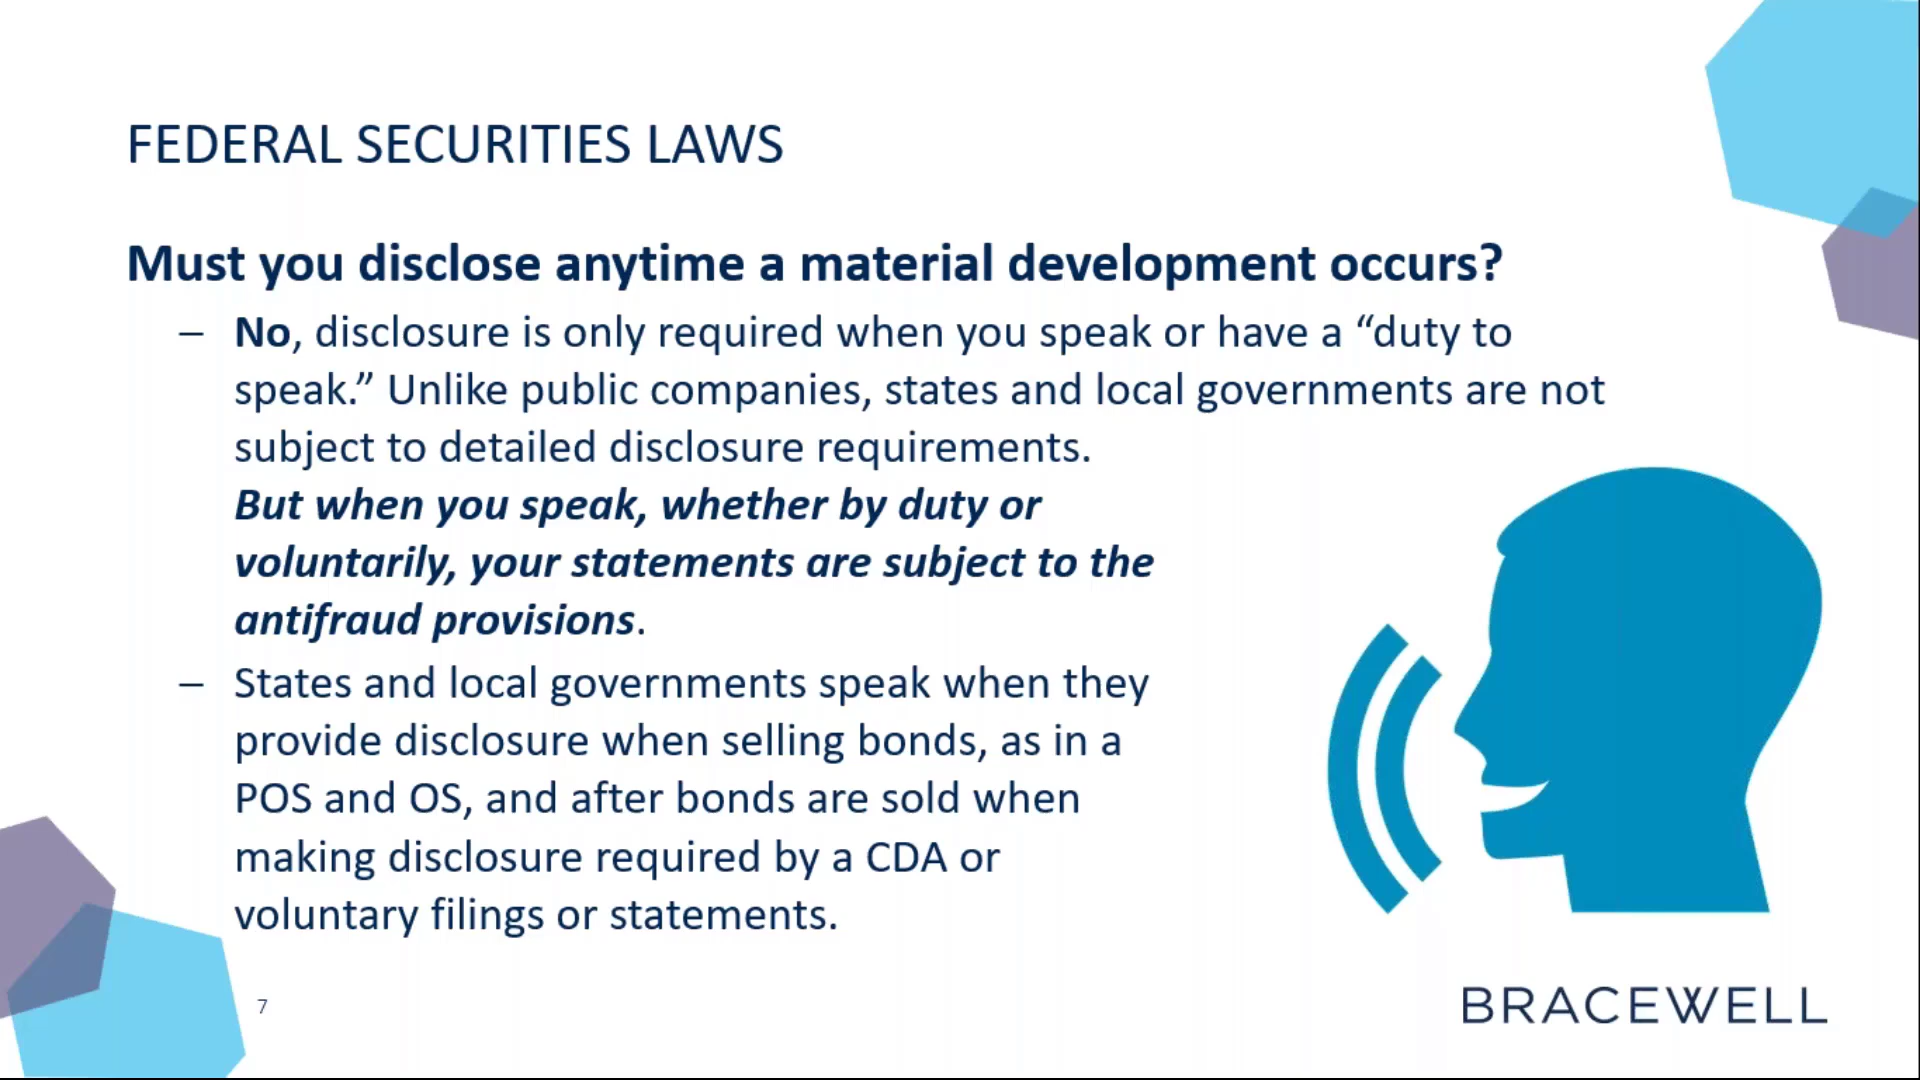 FEDERAL SECURITIES LAWS
Must you disclose anytime a material development occurs?
– No, disclosure is only required when you speak or have a “duty to
speak.” Unlike public companies, states and local governments are not
subject to detailed disclosure requirements.
But when you speak, whether by duty or
voluntarily, your statements are subject to the
antifraud provisions.
– States and local governments speak when they
provide disclosure when selling bonds, as in a
POS and OS, and after bonds are sold when
making disclosure required by a CDA or
voluntary filings or statements.
7
BRACEWELL